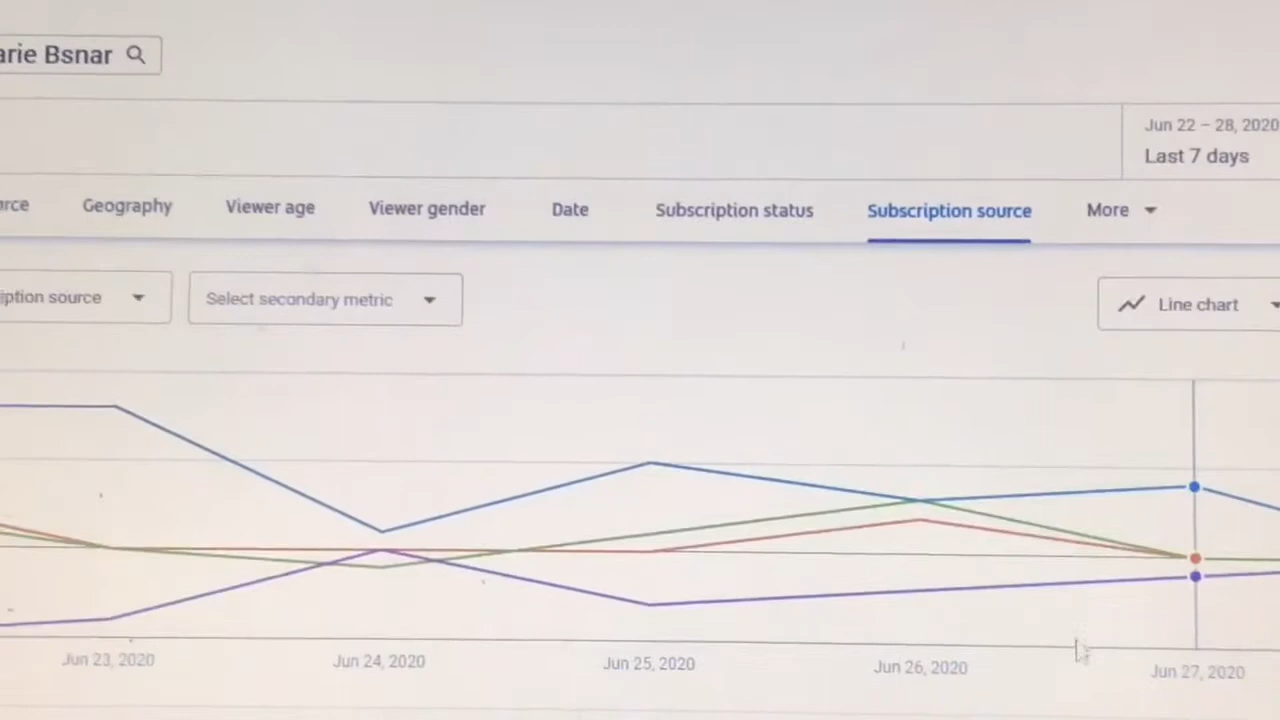 arie Bsnar
Jun 22 – 28, 2020
Last 7 days
rce Geography Viewer age Viewer gender Date Subscription status Subscription source More
iption source Select secondary metric Line chart
Jun 23, 2020 Jun 24, 2020 Jun 25, 2020 Jun 26, 2020 Jun 27, 2020